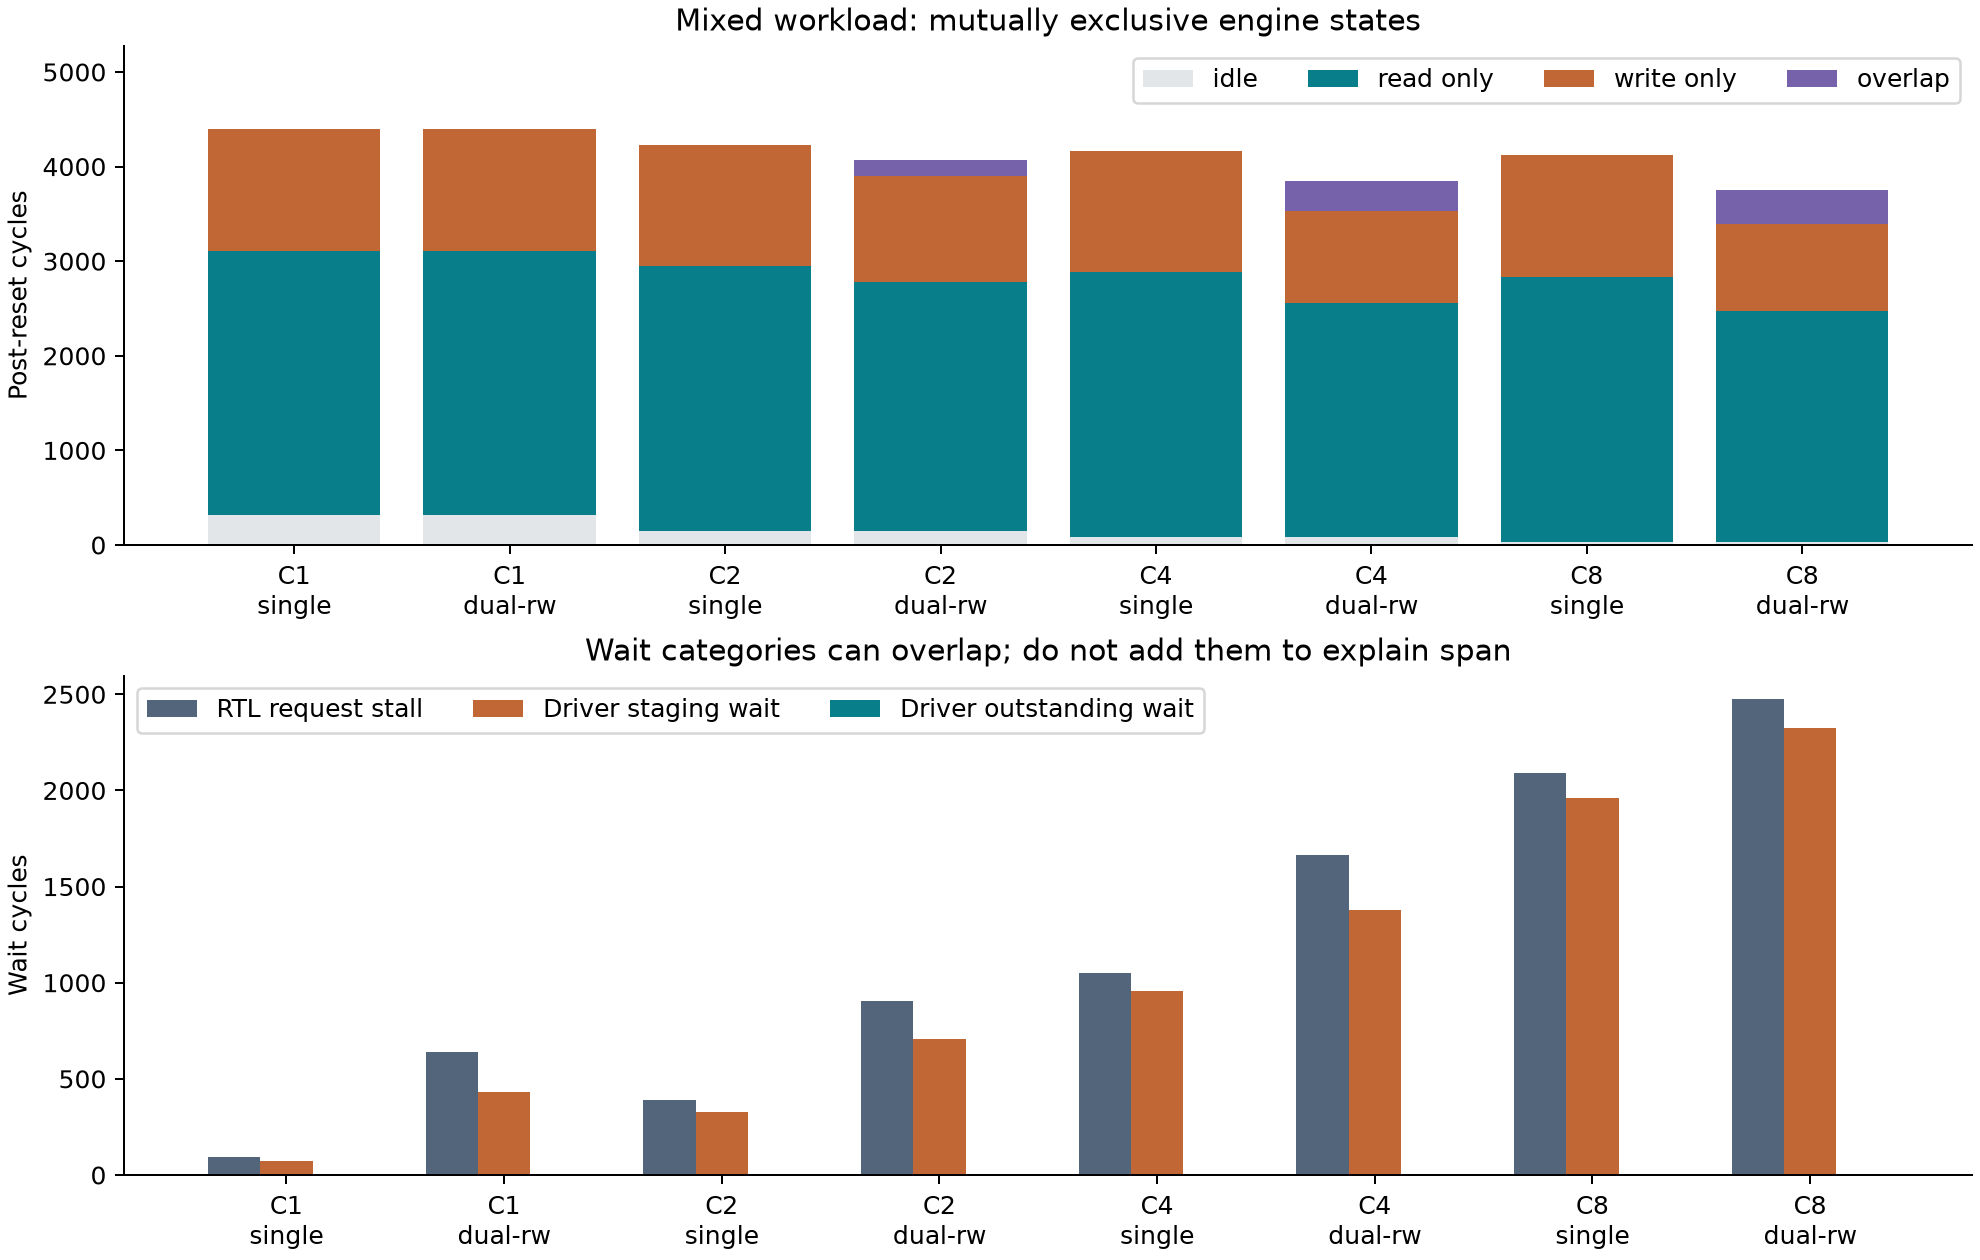 Mixed workload: mutually exclusive engine states
idle read only write only overlap
Post-reset cycles
5000
4000
3000
2000
1000
0
C1 C1 C2 C2 C4 C4 C8 C8
single dual-rw single dual-rw single dual-rw single dual-rw
Wait categories can overlap; do not add them to explain span
RTL request stall Driver staging wait Driver outstanding wait
Wait cycles
2500
2000
1500
1000
500
0
C1 C1 C2 C2 C4 C4 C8 C8
single dual-rw single dual-rw single dual-rw single dual-rw